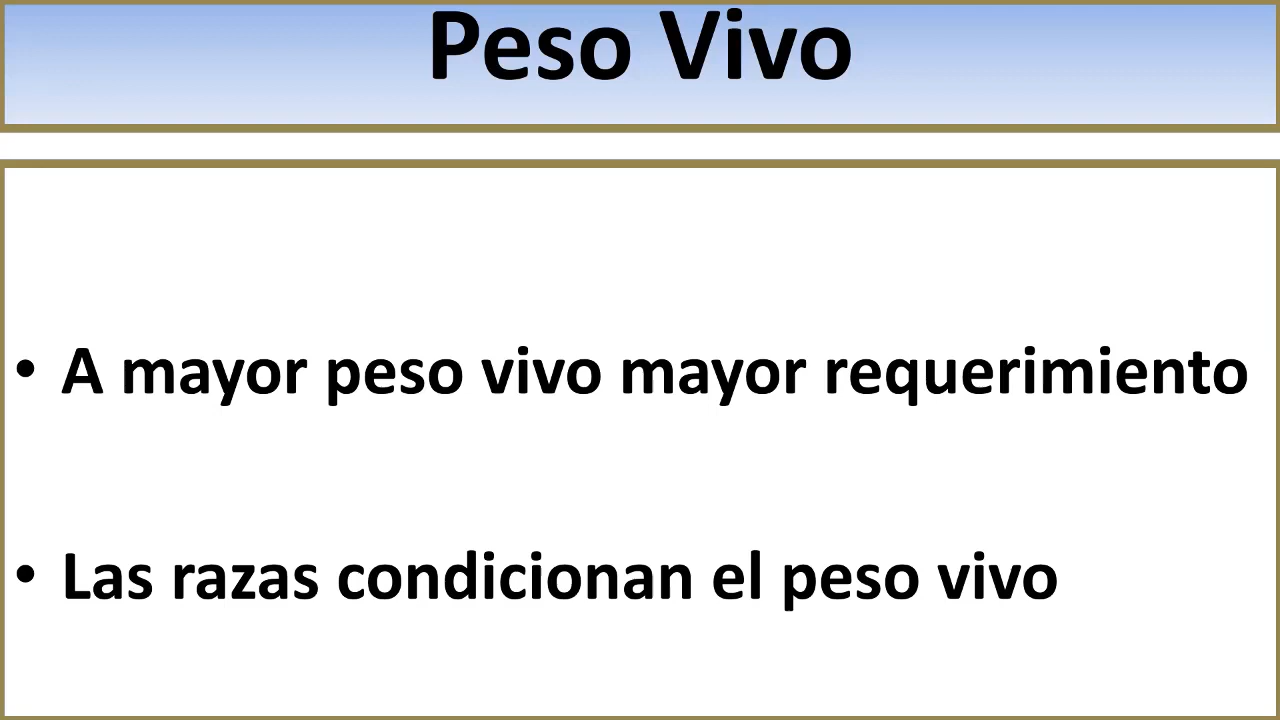 Peso Vivo
• A mayor peso vivo mayor requerimiento
• Las razas condicionan el peso vivo